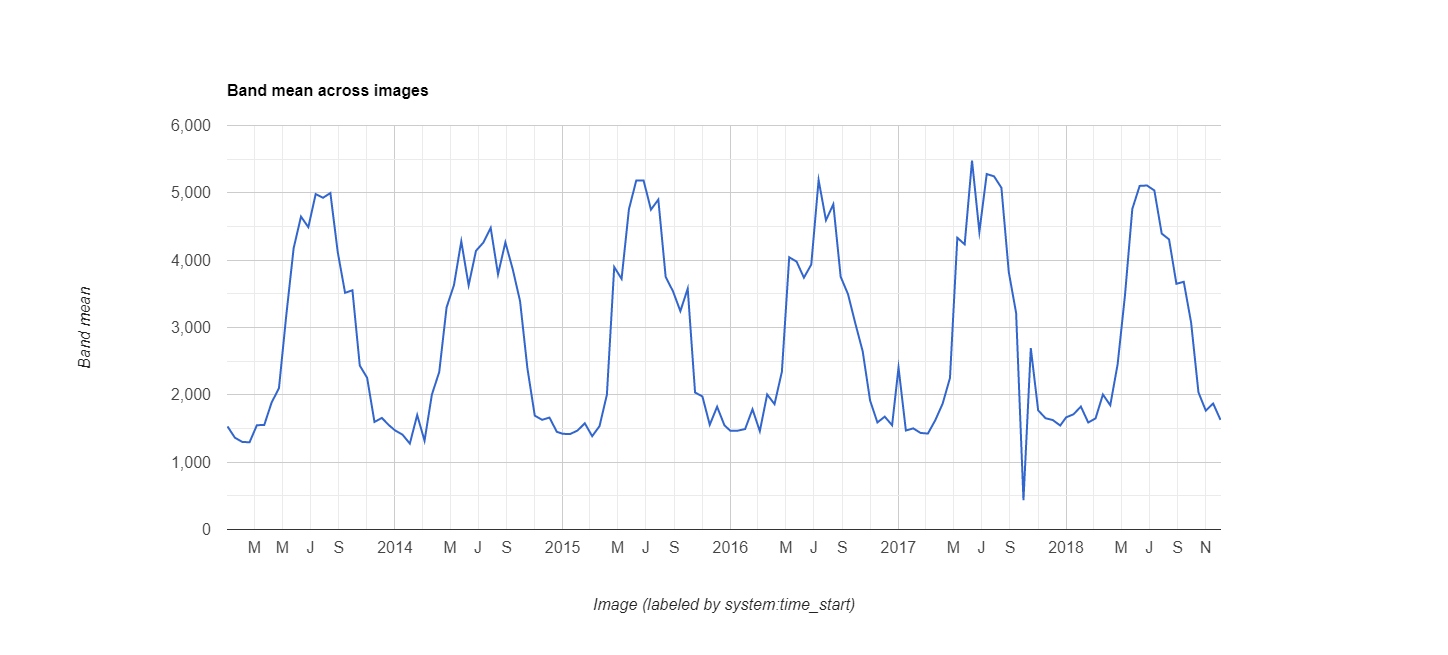 Band mean across images
6,000
5,000
4,000
3,000
2,000
1,000
0
Band mean
M M J S 2014 M J S 2015 M J S 2016 M J S 2017 M J S 2018 M J S N
Image (labeled by system:time_start)